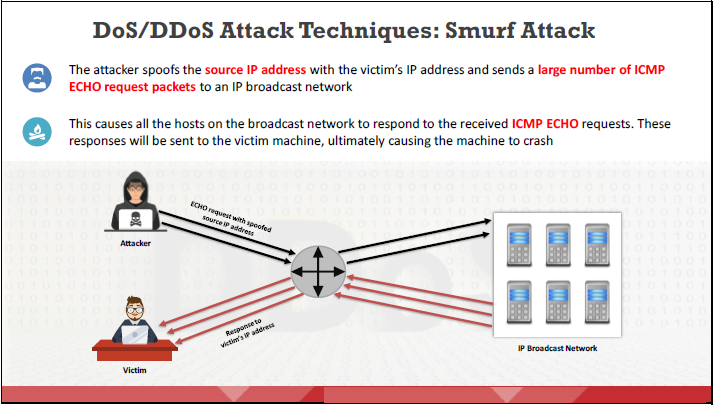 DoS/DDoS Attack Techniques: Smurf Attack
The attacker spoofs the source IP address with the victim's IP address and sends a large number of ICMP
ECHO request packets to an IP broadcast network
This causes all the hosts on the broadcast network to respond to the received ICMP ECHO requests. These
responses will be sent to the victim machine, ultimately causing the machine to crash
ECHO request with spoofed
source IP address
Attacker
Response to
victim's IP address
Victim
IP Broadcast Network